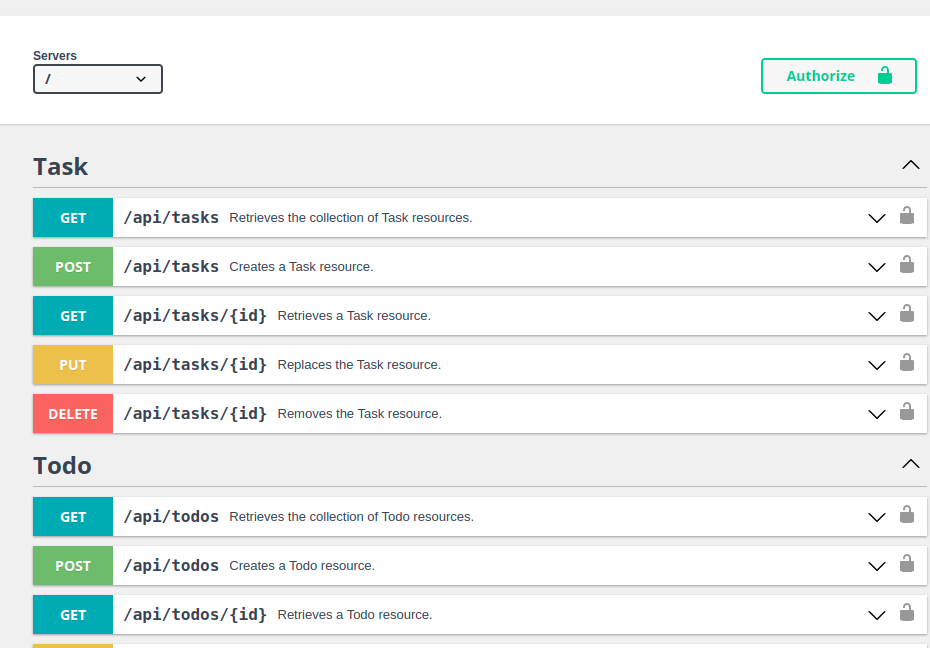 Servers
/
Authorize
Task
GET /api/tasks Retrieves the collection of Task resources.
POST /api/tasks Creates a Task resource.
GET /api/tasks/{id} Retrieves a Task resource.
PUT /api/tasks/{id} Replaces the Task resource.
DELETE /api/tasks/{id} Removes the Task resource.
Todo
GET /api/todos Retrieves the collection of Todo resources.
POST /api/todos Creates a Todo resource.
GET /api/todos/{id} Retrieves a Todo resource.